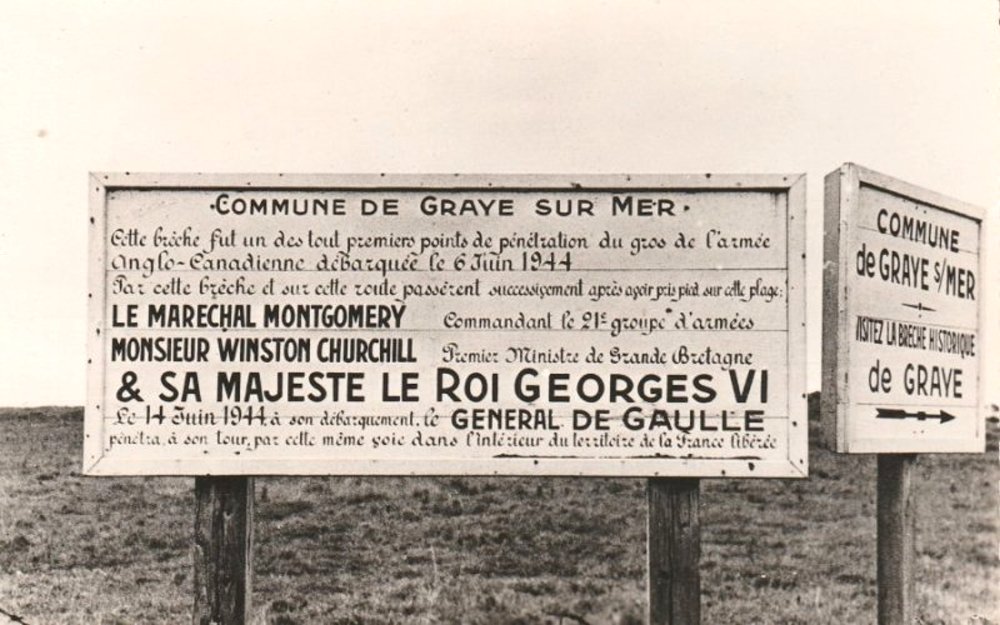 ·COMMUNE DE GRAYE SUR MER·
Cette brèche fut un des tout premiers points de pénétration du gros de l'armée
Anglo-Canadienne débarquée le 6 Juin 1944
Par cette brèche et sur cette route passèrent successivement après avoir pris pied sur cette plage:
LE MARECHAL MONTGOMERY Commandant le 21e groupe d'armées
MONSIEUR WINSTON CHURCHILL Premier Ministre de Grande Bretagne
& SA MAJESTE LE ROI GEORGES VI
Le 14 Juin 1944, à son débarquement, le GENERAL DE GAULLE
pénétra, à son tour, par cette même voie dans l'intérieur du territoire de la France libérée
COMMUNE
de GRAYE S/MER
VISITEZ LA BRÈCHE HISTORIQUE
de GRAYE